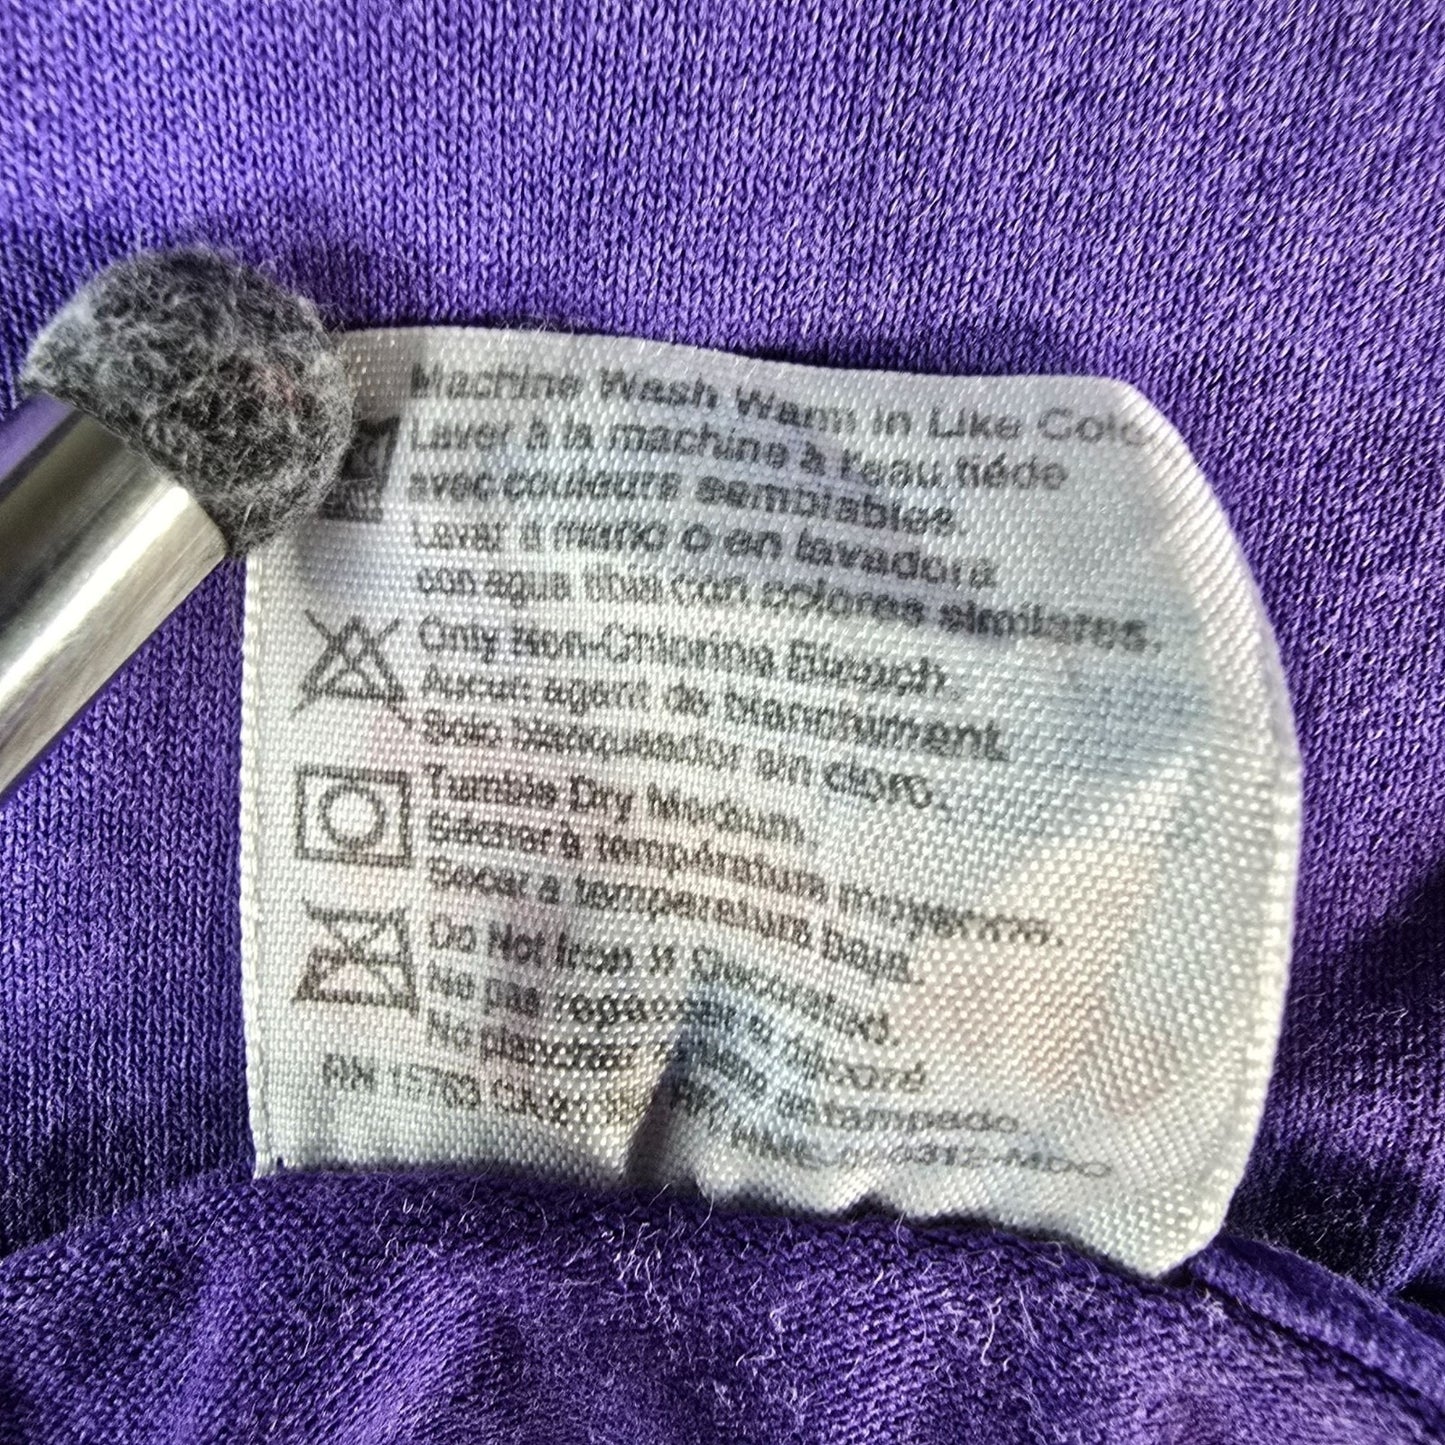 Machine Wash Warm in Like Colo
Laver à la machine à l'eau tiède
avec couleurs semblables
Lavar a mano o en lavadora
con agua tibia con colores similares.
Only Non-Chlorine Bleach.
Aucun agent de blanchiment.
Solo blanqueador sin cloro.
Tumble Dry Medium.
Sécher à température moyenne.
Secar a temperatura baja.
Do Not Iron If Decorated.
Ne pas repasser si décoré
No planchar estampado
RN 15763 CA